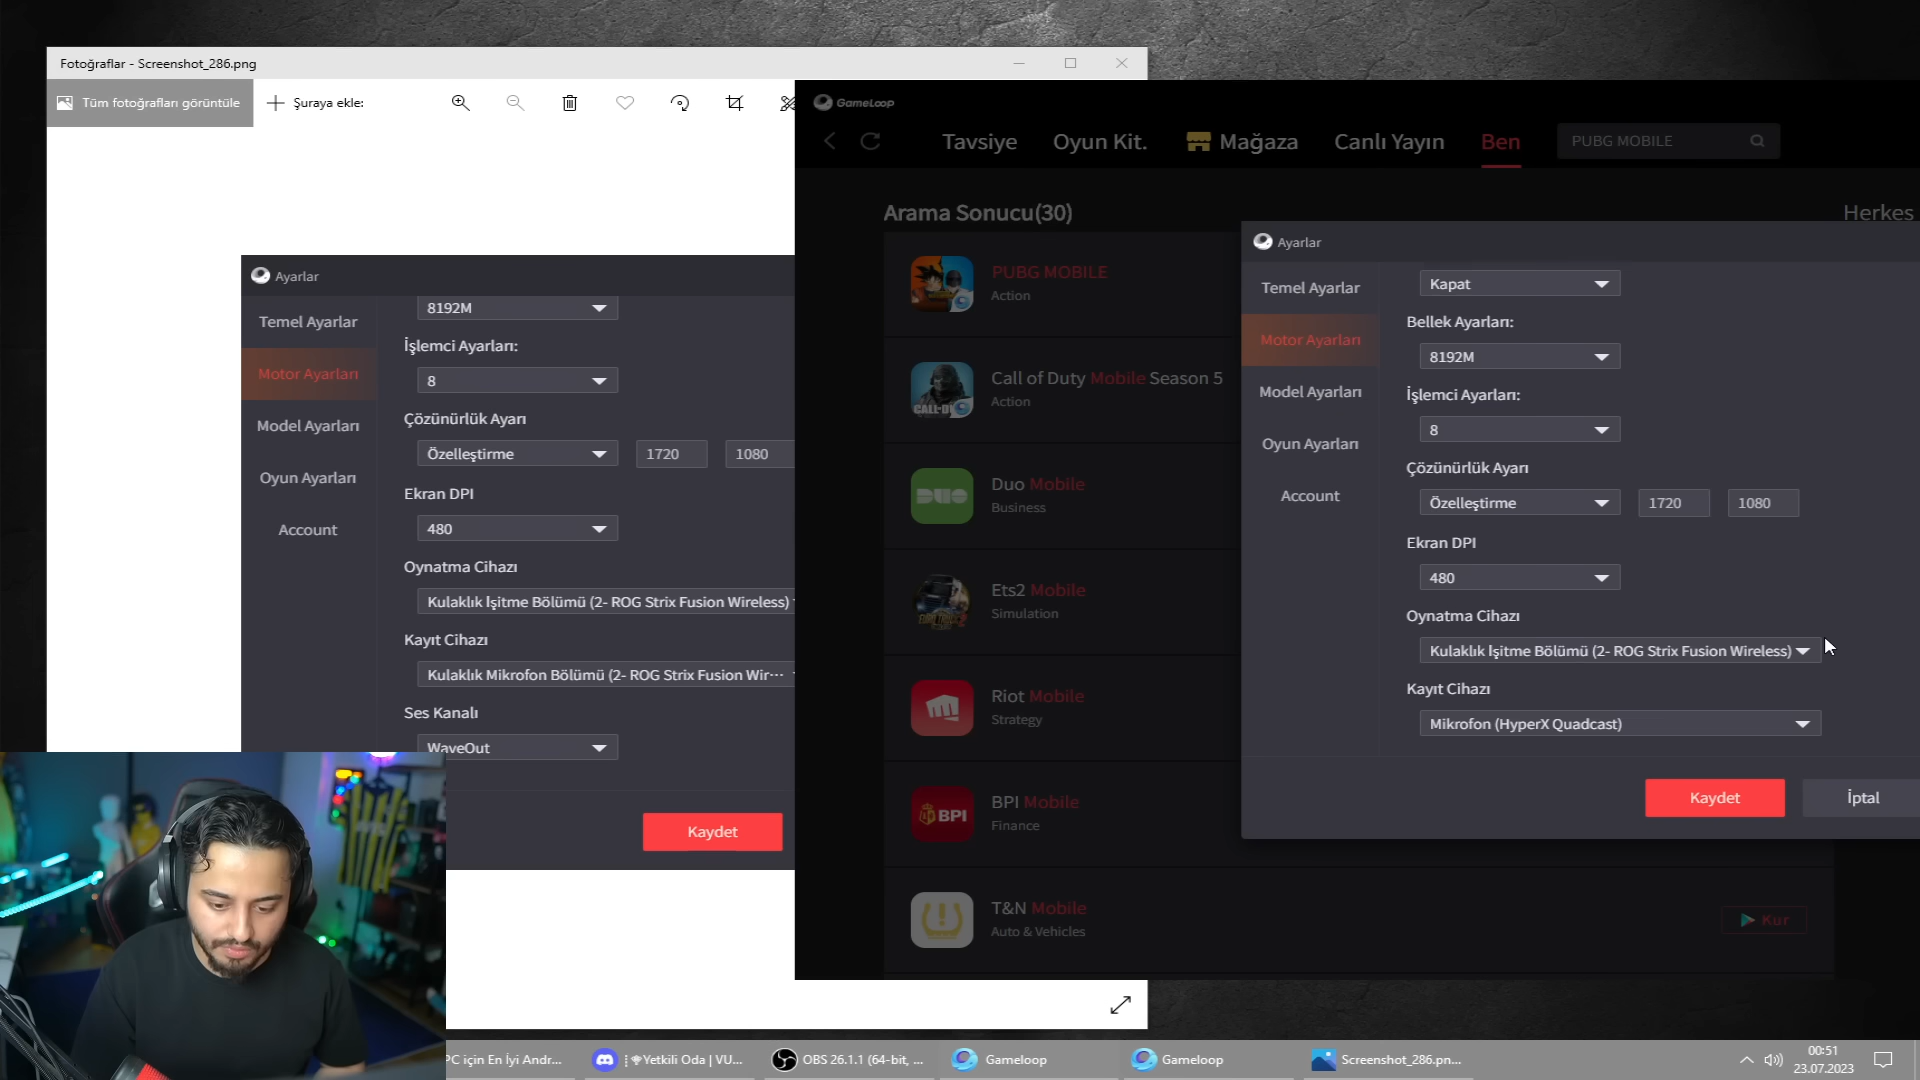 Fotoğraflar - Screenshot_286.png
Tüm fotoğrafları görüntüle
Şuraya ekle:
Ayarlar
Temel Ayarlar
Motor Ayarları
Model Ayarları
Oyun Ayarları
Account
8192M
İşlemci Ayarları:
8
Çözünürlük Ayarı
Özelleştirme
1720
1080
Ekran DPI
480
Oynatma Cihazı
Kulaklık İşitme Bölümü (2- ROG Strix Fusion Wireless)
Kayıt Cihazı
Kulaklık Mikrofon Bölümü (2- ROG Strix Fusion Wir···
Ses Kanalı
WaveOut
Kaydet
GameLoop
Tavsiye
Oyun Kit.
Mağaza
Canlı Yayın
Ben
PUBG MOBILE
Arama Sonucu(30)
Herkes
PUBG MOBILE
Action
CALL OF DU
Call of Duty Mobile Season 5
Action
DUO
Duo Mobile
Business
Ets2 Mobile
Simulation
Riot Mobile
Strategy
BPI
BPI Mobile
Finance
T&N Mobile
Auto & Vehicles
Kur
Ayarlar
Temel Ayarlar
Motor Ayarları
Model Ayarları
Oyun Ayarları
Account
Kapat
Bellek Ayarları:
8192M
İşlemci Ayarları:
8
Çözünürlük Ayarı
Özelleştirme
1720
1080
Ekran DPI
480
Oynatma Cihazı
Kulaklık İşitme Bölümü (2- ROG Strix Fusion Wireless)
Kayıt Cihazı
Mikrofon (HyperX Quadcast)
Kaydet
İptal
PC için En İyi Andr...
Yetkili Oda | VU...
OBS 26.1.1 (64-bit, ...
Gameloop
Gameloop
Screenshot_286.pn...
00:51
23.07.2023